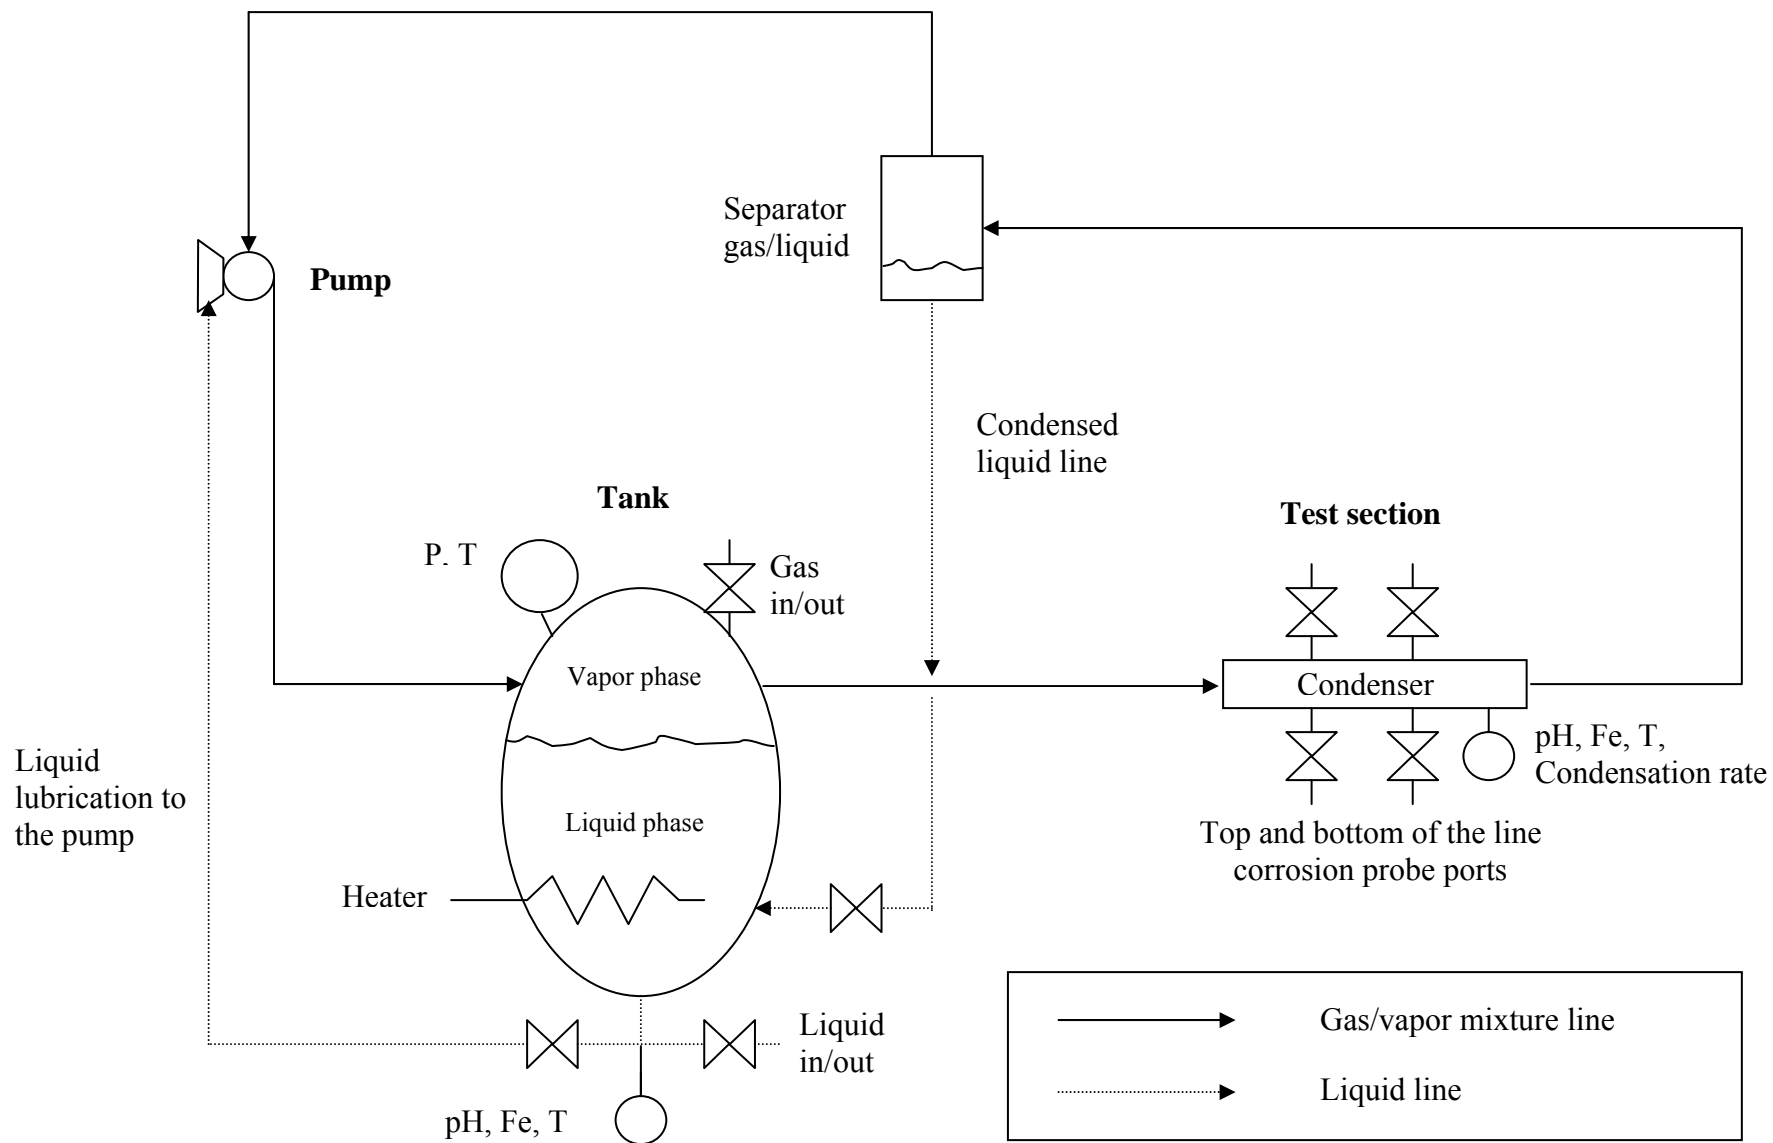 Separator
gas/liquid
Pump
Condensed
liquid line
Tank
Test section
P, T
Gas
in/out
Vapor phase
Condenser
pH, Fe, T,
Condensation rate
Liquid
lubrication to
the pump
Liquid phase
Top and bottom of the line
corrosion probe ports
Heater
Liquid
in/out
Gas/vapor mixture line
Liquid line
pH, Fe, T